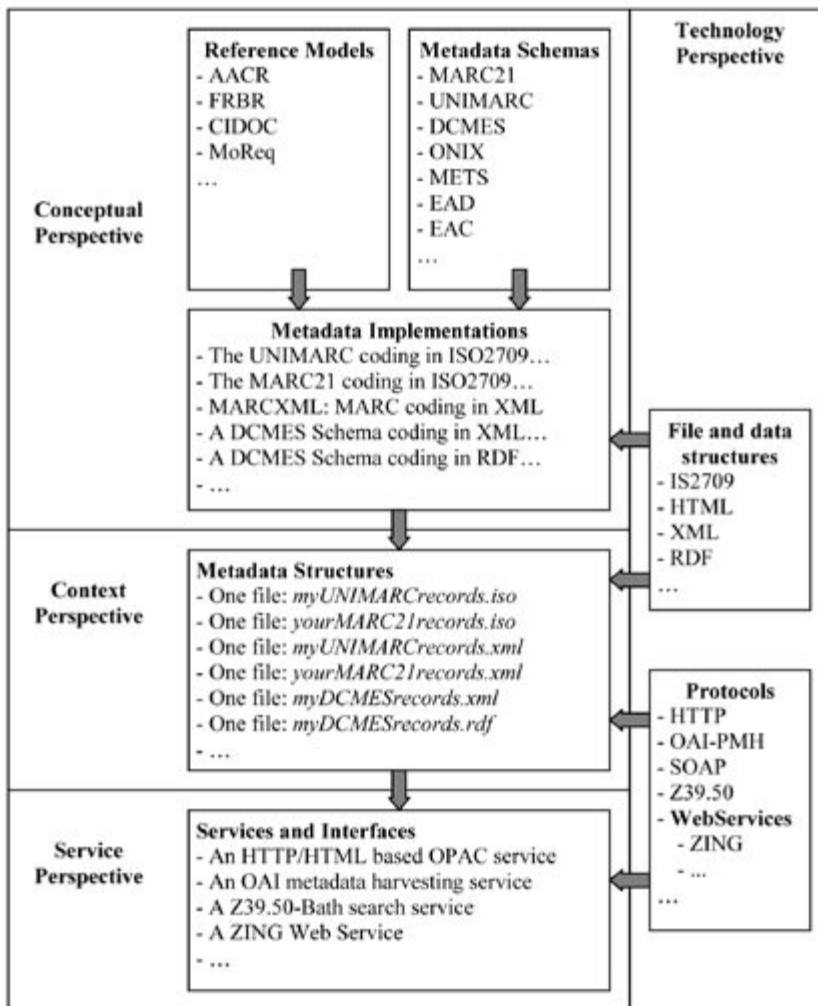 Reference Models
- AACR
- FRBR
- CIDOC
- MoReq
…
Metadata Schemas
- MARC21
- UNIMARC
- DCMES
- ONIX
- METS
- EAD
- EAC
…
Technology
Perspective
Conceptual
Perspective
Metadata Implementations
- The UNIMARC coding in ISO2709…
- The MARC21 coding in ISO2709…
- MARCXML: MARC coding in XML
- A DCMES Schema coding in XML…
- A DCMES Schema coding in RDF…
- …
File and data
structures
- IS2709
- HTML
- XML
- RDF
…
Context
Perspective
Metadata Structures
- One file: myUNIMARCrecords.iso
- One file: yourMARC21records.iso
- One file: myUNIMARCrecords.xml
- One file: yourMARC21records.xml
- One file: myDCMESrecords.xml
- One file: myDCMESrecords.rdf
- …
Protocols
- HTTP
- OAI-PMH
- SOAP
- Z39.50
- WebServices
- ZING
- ...
…
Service
Perspective
Services and Interfaces
- An HTTP/HTML based OPAC service
- An OAI metadata harvesting service
- A Z39.50-Bath search service
- A ZING Web Service
- …